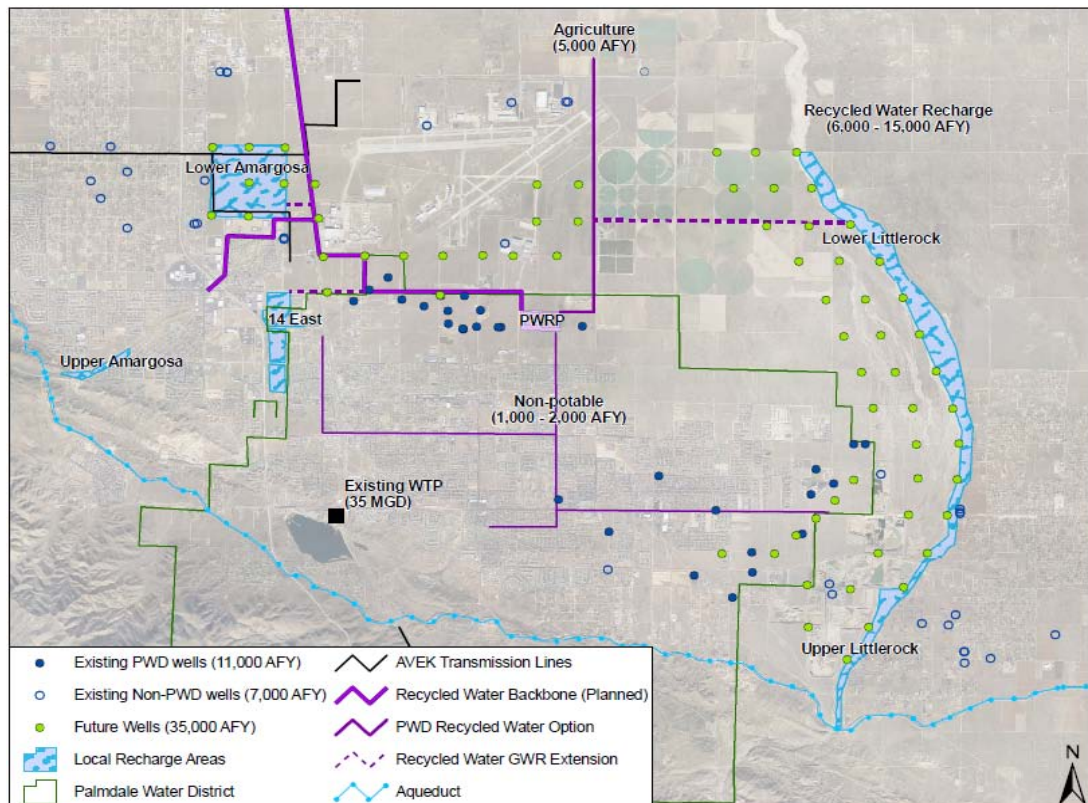 Agriculture
(5,000 AFY)
Recycled Water Recharge
(6,000 - 15,000 AFY)
Lower Amargosa
Lower Littlerock
14 East
PWRP
Upper Amargosa
Non-potable
(1,000 - 2,000 AFY)
Existing WTP
(35 MGD)
Upper Littlerock
Existing PWD wells (11,000 AFY)
Existing Non-PWD wells (7,000 AFY)
Future Wells (35,000 AFY)
Local Recharge Areas
Palmdale Water District
AVEK Transmission Lines
Recycled Water Backbone (Planned)
PWD Recycled Water Option
Recycled Water GWR Extension
Aqueduct
N